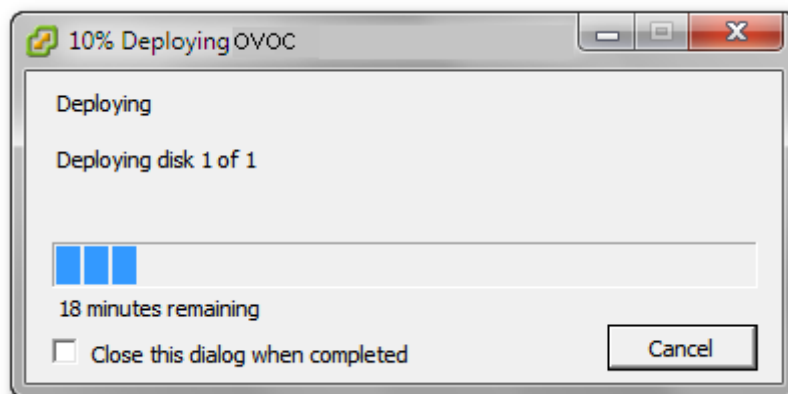 10% Deploying OVOC
Deploying
Deploying disk 1 of 1
18 minutes remaining
Close this dialog when completed
Cancel